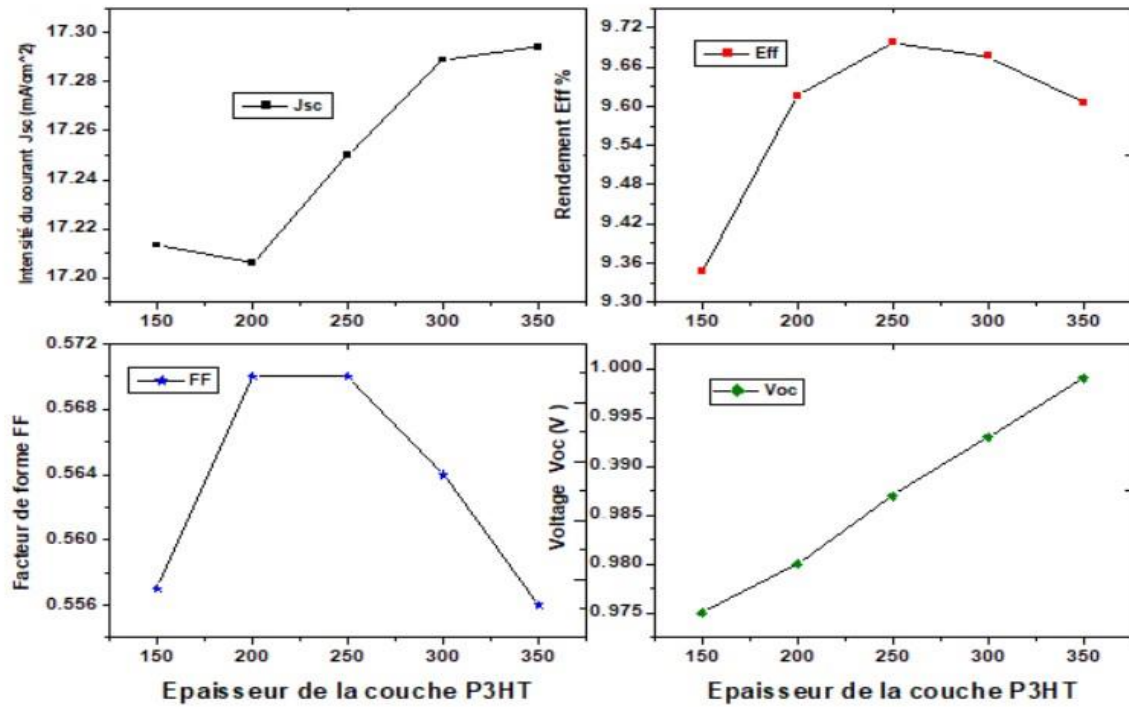 Intensité du courant Jsc (mA/cm^2)
17.30
17.28
17.26
17.24
17.22
17.20
Jsc
150 200 250 300 350
Rendement Eff %
9.72
9.66
9.60
9.54
9.48
9.42
9.36
9.30
Eff
150 200 250 300 350
Facteur de forme FF
0.572
0.568
0.564
0.560
0.556
FF
150 200 250 300 350
Epaisseur de la couche P3HT
Voltage Voc (V )
1.000
0.995
0.990
0.985
0.980
0.975
Voc
150 200 250 300 350
Epaisseur de la couche P3HT